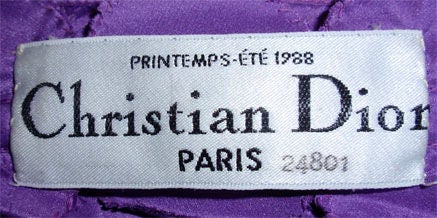 PRINTEMPS-ÉTÉ 1988
Christian Dior
PARIS 24801